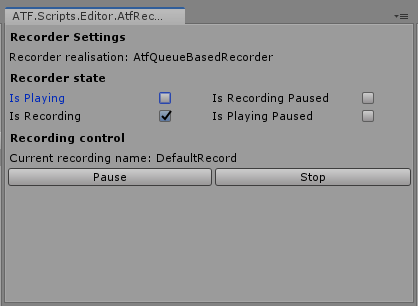 ATF.Scripts.Editor.AtfRec
Recorder Settings
Recorder realisation: AtfQueueBasedRecorder
Recorder state
Is Playing Is Recording Paused
Is Recording Is Playing Paused
Recording control
Current recording name: DefaultRecord
Pause Stop